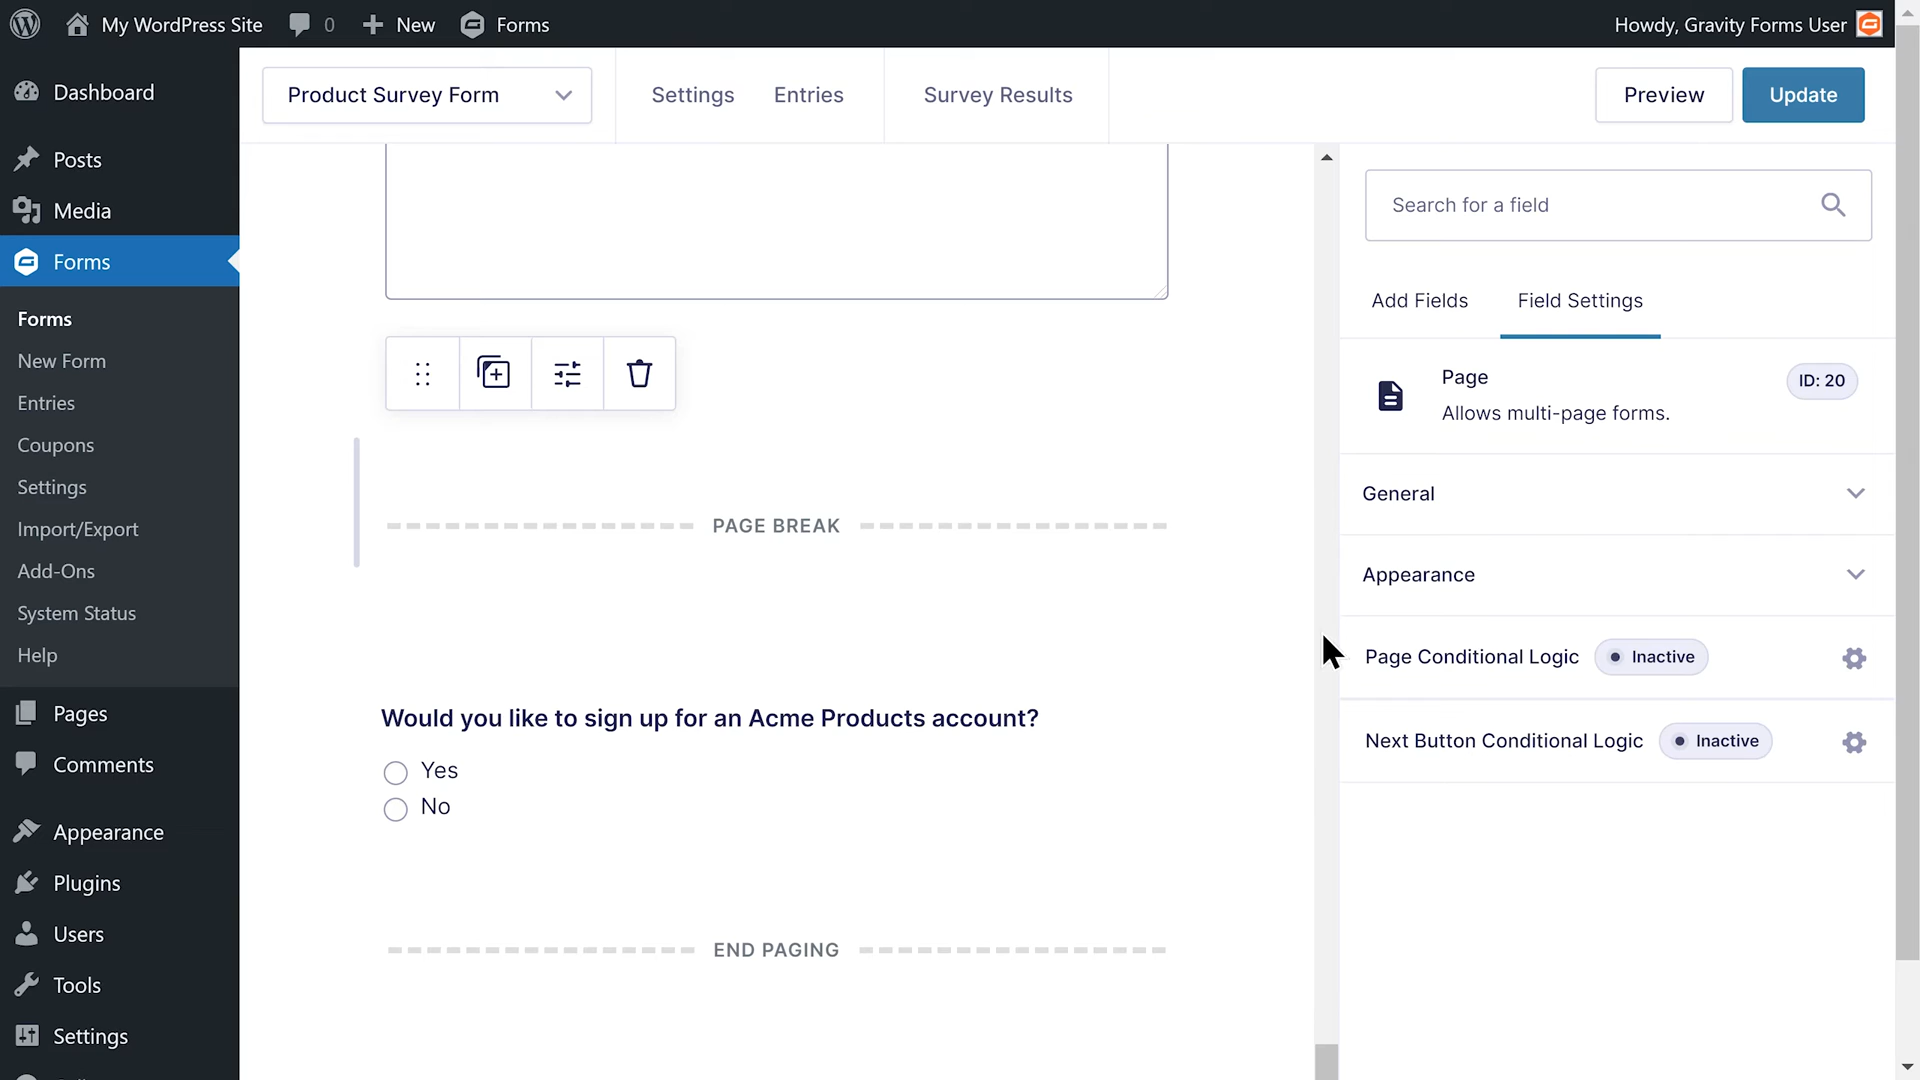 My WordPress Site
0
New
Forms
Howdy, Gravity Forms User
Dashboard
Posts
Media
Forms
Forms
New Form
Entries
Coupons
Settings
Import/Export
Add-Ons
System Status
Help
Pages
Comments
Appearance
Plugins
Users
Tools
Settings
Product Survey Form
Settings
Entries
Survey Results
Preview
Update
PAGE BREAK
Would you like to sign up for an Acme Products account?
Yes
No
END PAGING
Search for a field
Add Fields
Field Settings
Page
ID: 20
Allows multi-page forms.
General
Appearance
Page Conditional Logic
Inactive
Next Button Conditional Logic
Inactive